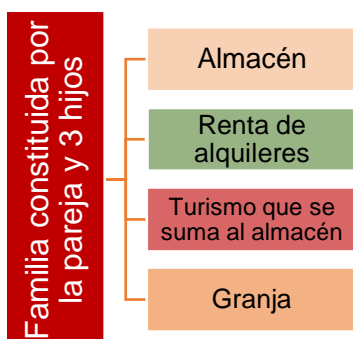 Familia constituida por
la pareja y 3 hijos
Almacén
Renta de
alquileres
Turismo que se
suma al almacén
Granja